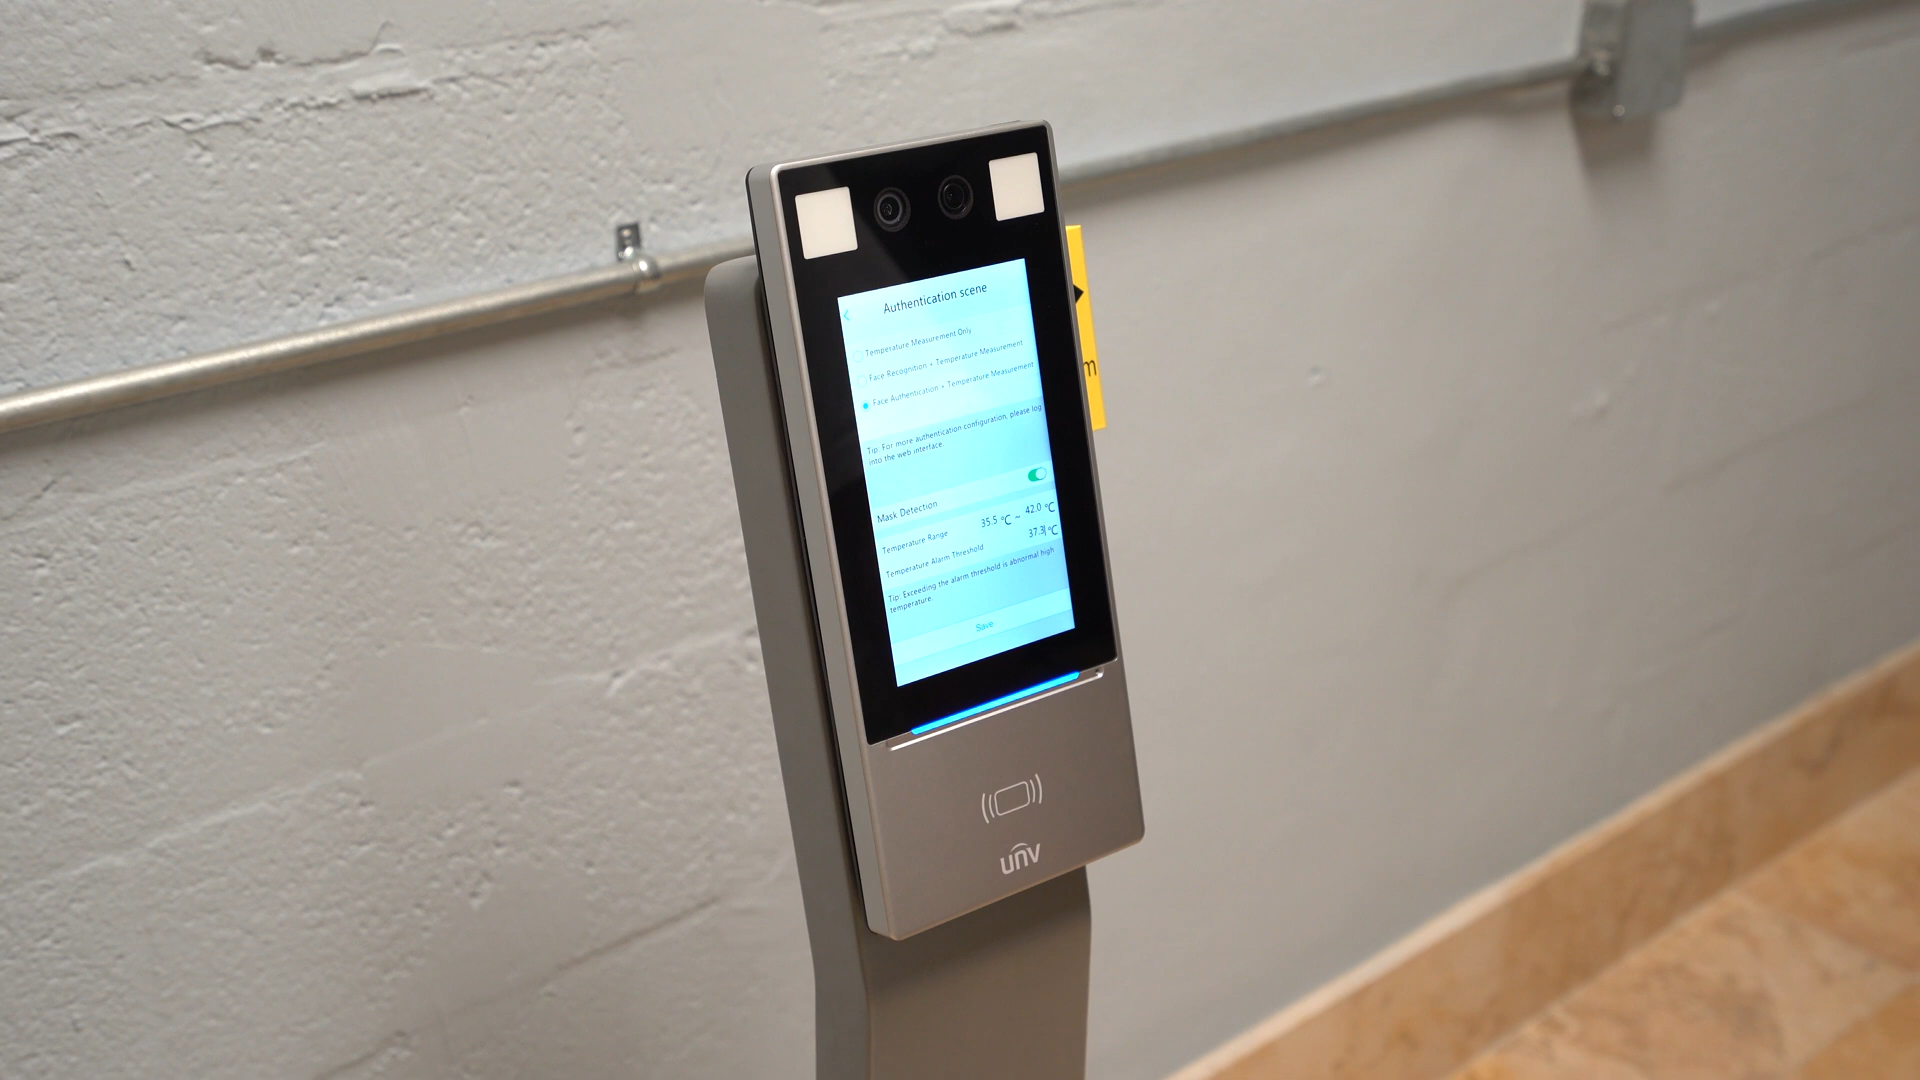 Authentication scene
Temperature Measurement Only
Face Recognition + Temperature Measurement
Face Authentication + Temperature Measurement
Tip: For more authentication configuration, please log
into the web interface.
Mask Detection
Temperature Range 35.5 °C ~ 42.0 °C
Temperature Alarm Threshold 37.3 °C
Tip: Exceeding the alarm threshold is abnormal high
temperature.
Save
unv
m